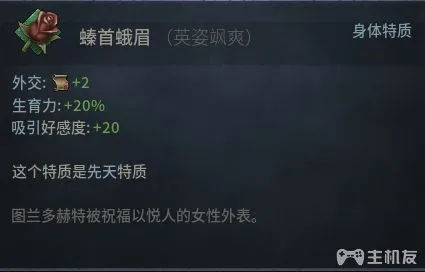 螓首蛾眉 （英姿飒爽） 身体特质
外交: +2
生育力: +20%
吸引好感度: +20
这个特质是先天特质
图兰多赫特被祝福以悦人的女性外表。
主机友